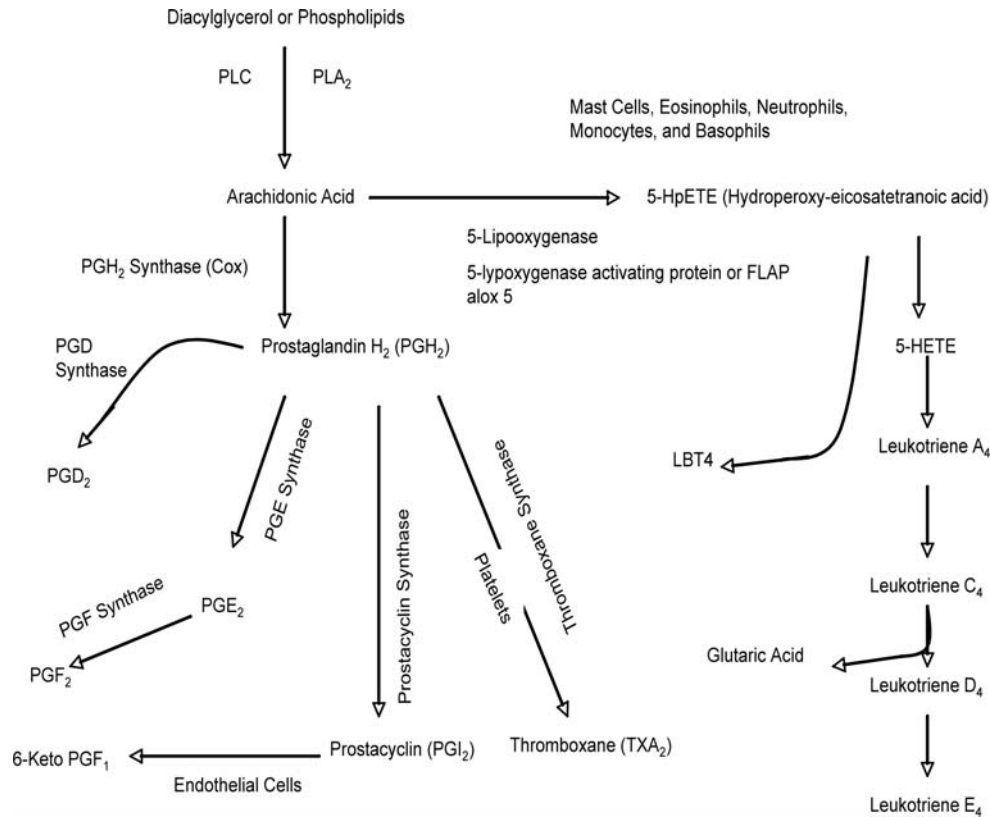 Diacylglycerol or Phospholipids
PLC
PLA₂
Mast Cells, Eosinophils, Neutrophils,
Monocytes, and Basophils
Arachidonic Acid
5-HpETE (Hydroperoxy-eicosatetranoic acid)
5-Lipooxygenase
PGH₂ Synthase (Cox)
5-lypoxygenase activating protein or FLAP
alox 5
PGD
Synthase
Prostaglandin H₂ (PGH₂)
5-HETE
PGD₂
PGE Synthase
Thromboxane Synthase
LBT4
Leukotriene A₄
Prostacyclin Synthase
Platelets
Leukotriene C₄
PGF Synthase
PGE₂
PGF₂
Glutaric Acid
Leukotriene D₄
6-Keto PGF₁
Prostacyclin (PGI₂)
Thromboxane (TXA₂)
Endothelial Cells
Leukotriene E₄